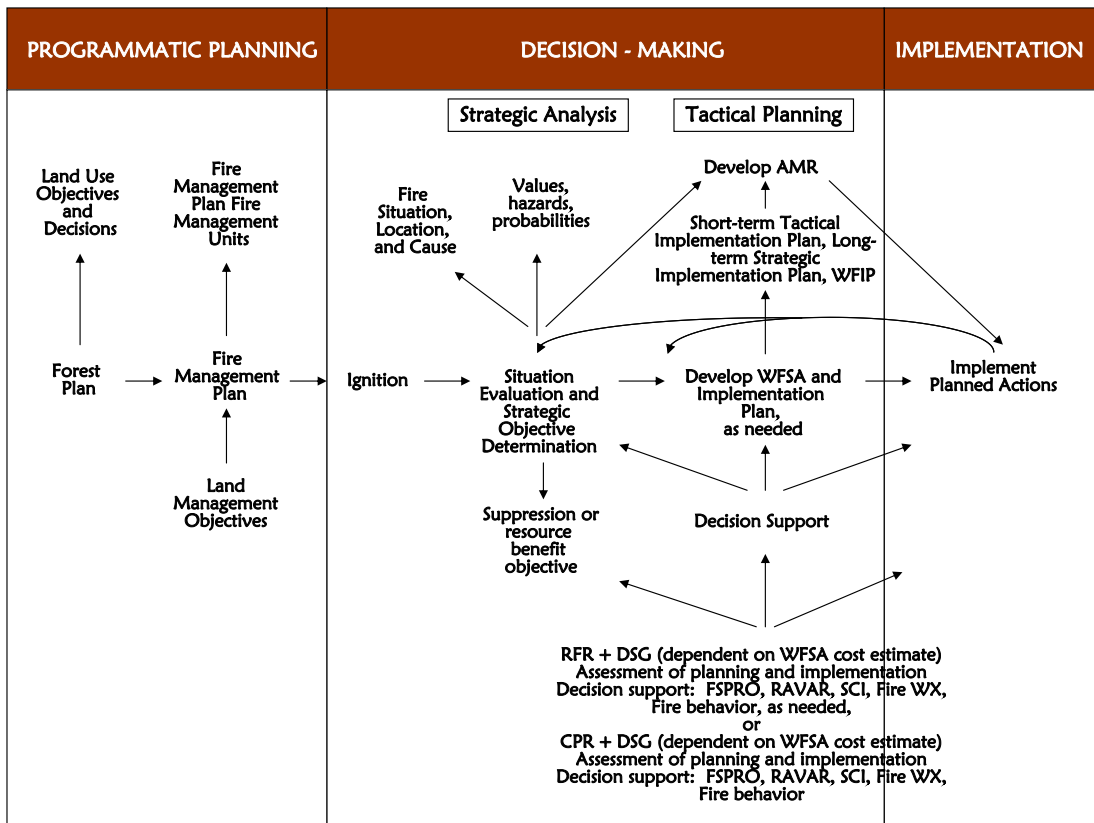 PROGRAMMATIC PLANNING
DECISION - MAKING
IMPLEMENTATION
Strategic Analysis
Tactical Planning
Land Use
Objectives
and
Decisions
Fire
Management
Plan Fire
Management
Units
Fire
Situation,
Location,
and Cause
Values,
hazards,
probabilities
Develop AMR
Short-term Tactical
Implementation Plan, Long-
term Strategic
Implementation Plan, WFIP
Forest
Plan
Fire
Management
Plan
Ignition
Situation
Evaluation and
Strategic
Objective
Determination
Develop WFSA and
Implementation
Plan,
as needed
Implement
Planned Actions
Land
Management
Objectives
Suppression or
resource
benefit
objective
Decision Support
RFR + DSG (dependent on WFSA cost estimate)
Assessment of planning and implementation
Decision support:  FSPRO, RAVAR, SCI, Fire WX,
Fire behavior, as needed,
or
CPR + DSG (dependent on WFSA cost estimate)
Assessment of planning and implementation
Decision support:  FSPRO, RAVAR, SCI, Fire WX,
Fire behavior